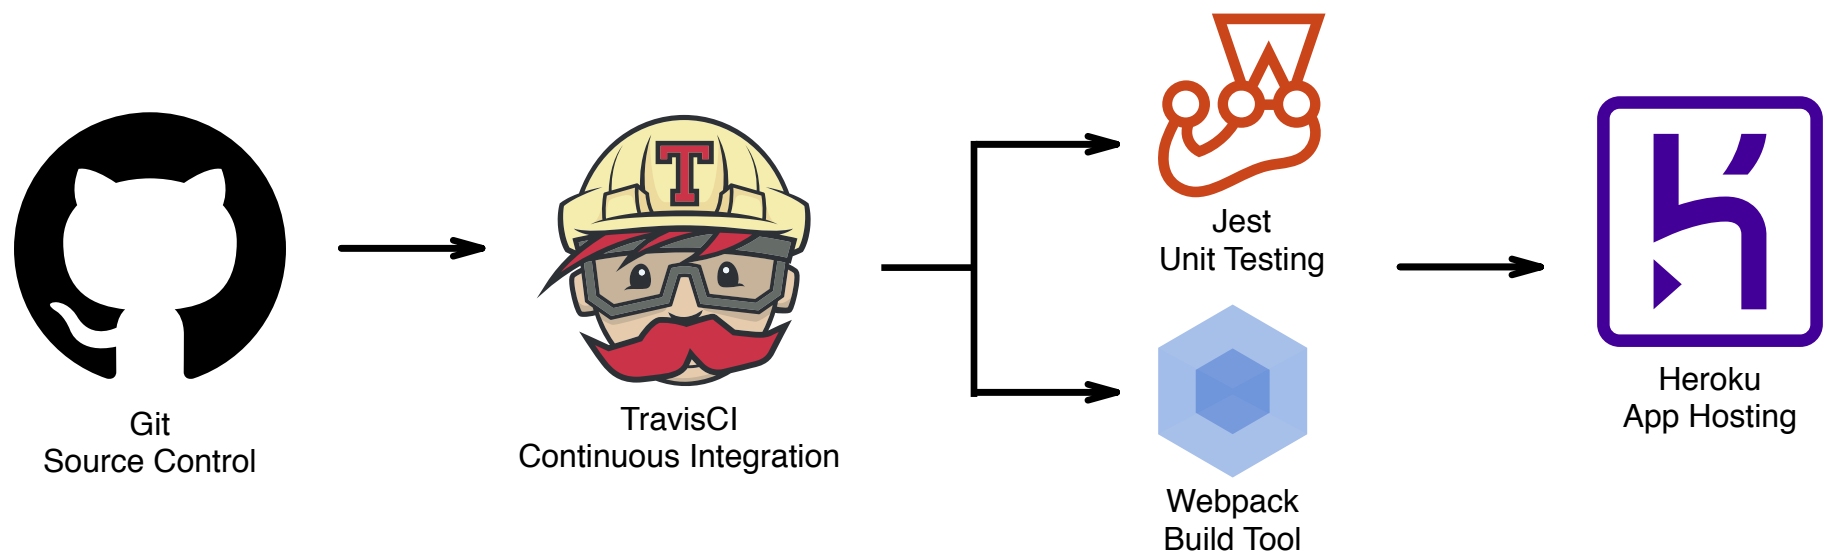 Git
Source Control
T
TravisCI
Continuous Integration
Jest
Unit Testing
Webpack
Build Tool
Heroku
App Hosting